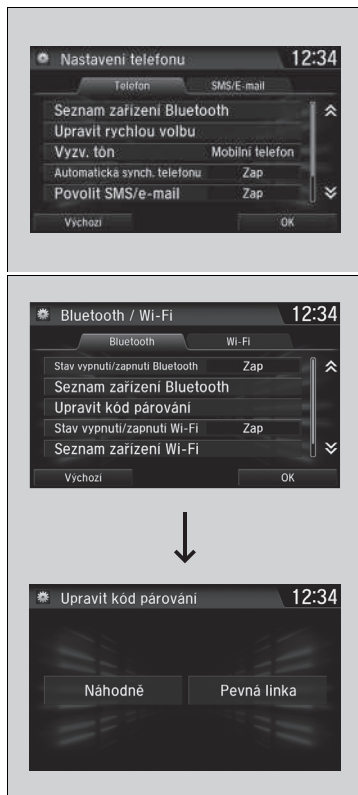 Nastavení telefonu 12:34
Telefon SMS/E-mail
Seznam zařízení Bluetooth
Upravit rychlou volbu
Vyzv. tón Mobilní telefon
Automatická synch. telefonu Zap
Povolit SMS/e-mail Zap
Výchozí OK
Bluetooth / Wi-Fi 12:34
Bluetooth Wi-Fi
Stav vypnutí/zapnutí Bluetooth Zap
Seznam zařízení Bluetooth
Upravit kód párování
Stav vypnutí/zapnutí Wi-Fi Zap
Seznam zařízení Wi-Fi
Výchozí OK
Upravit kód párování 12:34
Náhodně Pevná linka